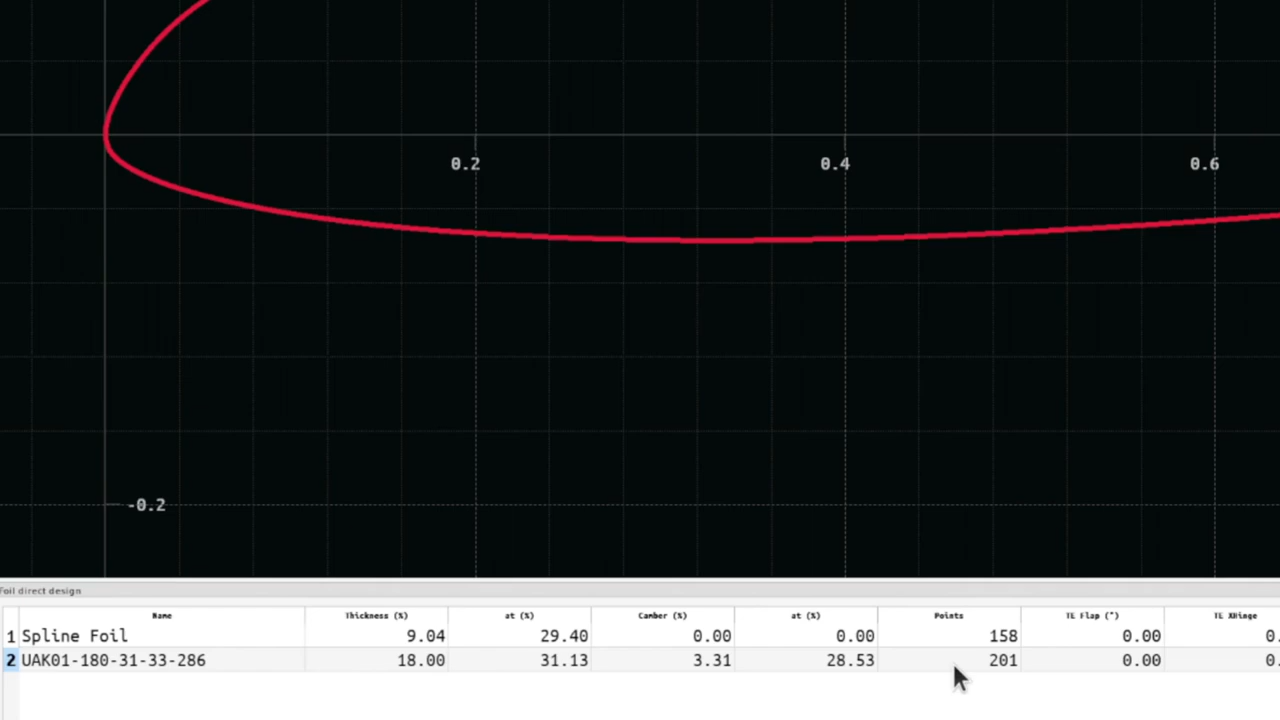 0.2 0.4 0.6
-0.2
Foil direct design
Name Thickness (%) at (%) Camber (%) at (%) Points TE Flap (°) TE XHinge
1 Spline Foil 9.04 29.40 0.00 0.00 158 0.00 0.
2 UAK01-180-31-33-286 18.00 31.13 3.31 28.53 201 0.00 0.